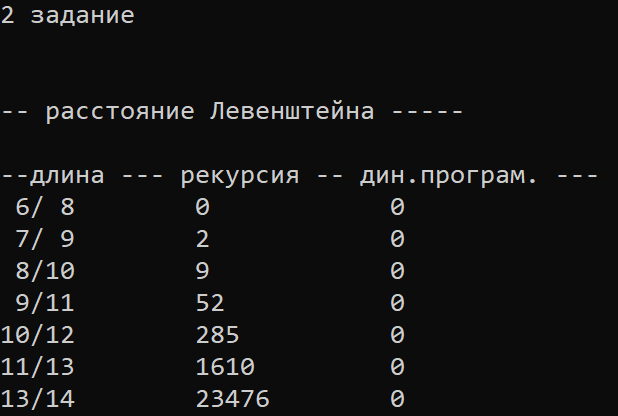 2 задание
-- расстояние Левенштейна -----
--длина --- рекурсия -- дин.програм. ---
6/ 8 0 0
7/ 9 2 0
8/10 9 0
9/11 52 0
10/12 285 0
11/13 1610 0
13/14 23476 0